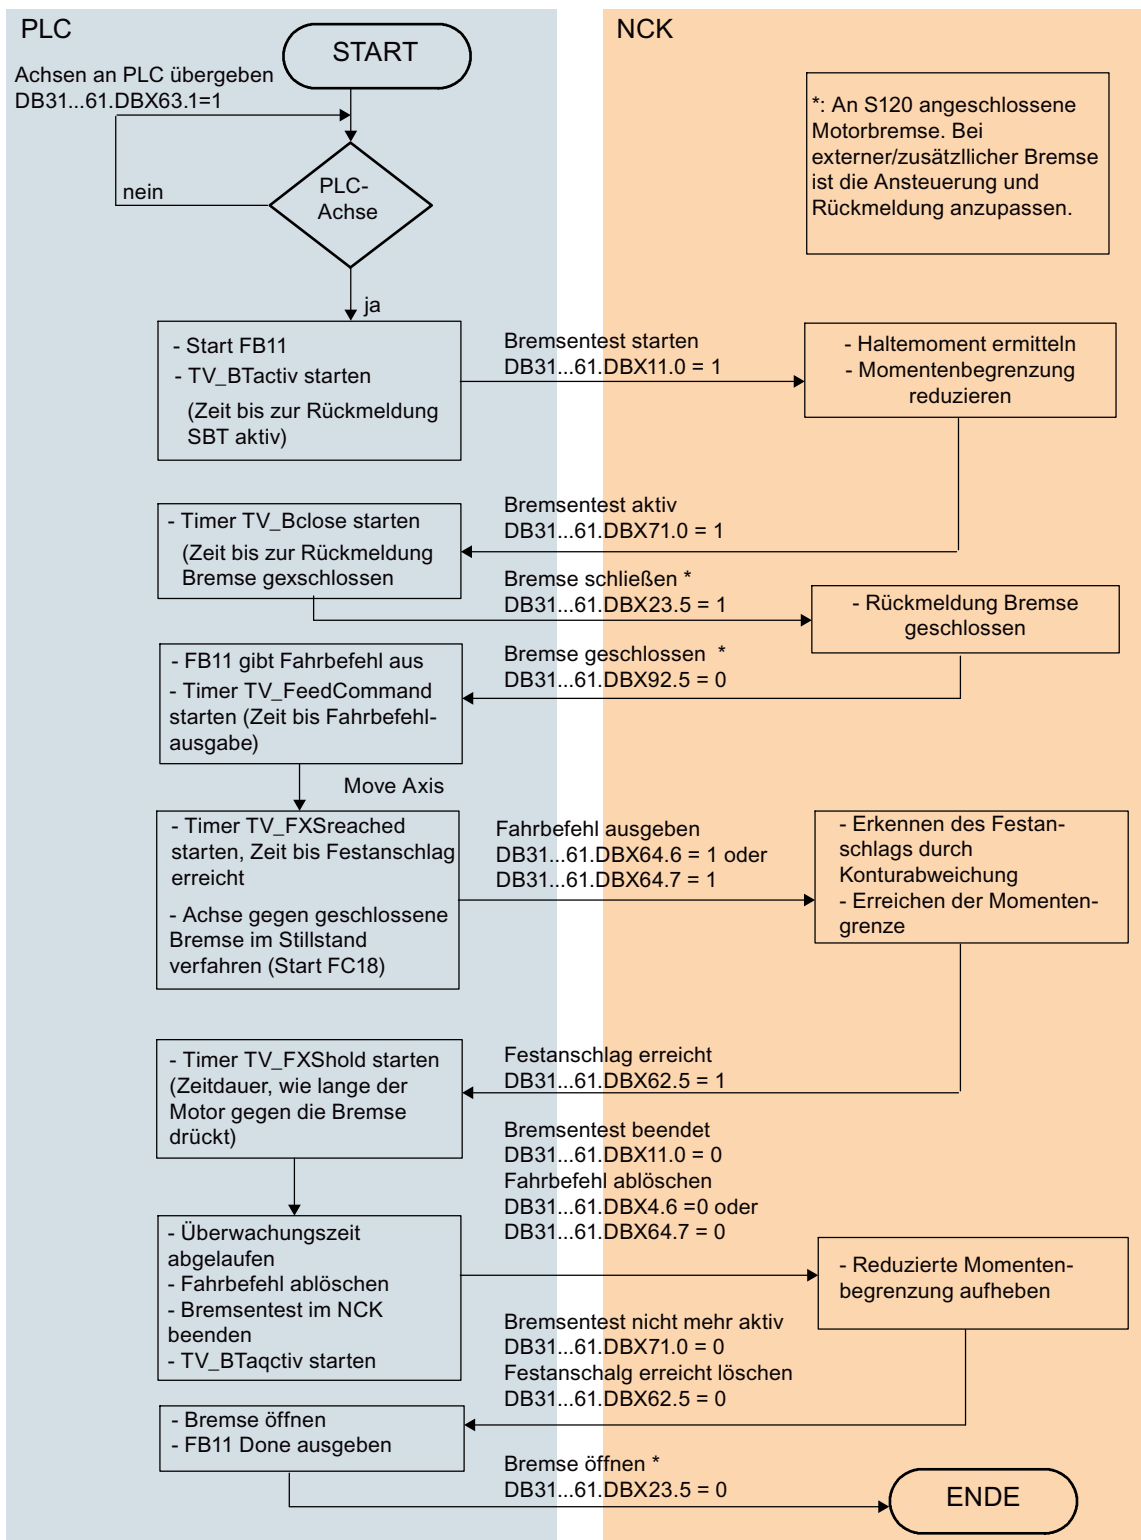 PLC
NCK
START
Achsen an PLC übergeben
DB31...61.DBX63.1=1
*: An S120 angeschlossene
Motorbremse. Bei
externer/zusätzllicher Bremse
ist die Ansteuerung und
Rückmeldung anzupassen.
PLC-
Achse
nein
ja
- Start FB11
- TV_BTactiv starten
(Zeit bis zur Rückmeldung
SBT aktiv)
Bremsentest starten
DB31...61.DBX11.0 = 1
- Haltemoment ermitteln
- Momentenbegrenzung
reduzieren
Bremsentest aktiv
DB31...61.DBX71.0 = 1
- Timer TV_Bclose starten
(Zeit bis zur Rückmeldung
Bremse gexschlossen
Bremse schließen *
DB31...61.DBX23.5 = 1
- Rückmeldung Bremse
geschlossen
Bremse geschlossen *
DB31...61.DBX92.5 = 0
- FB11 gibt Fahrbefehl aus
- Timer TV_FeedCommand
starten (Zeit bis Fahrbefehl-
ausgabe)
Move Axis
- Timer TV_FXSreached
starten, Zeit bis Festanschlag
erreicht
- Achse gegen geschlossene
Bremse im Stillstand
verfahren (Start FC18)
Fahrbefehl ausgeben
DB31...61.DBX64.6 = 1 oder
DB31...61.DBX64.7 = 1
- Erkennen des Festan-
schlags durch
Konturabweichung
- Erreichen der Momenten-
grenze
Festanschlag erreicht
DB31...61.DBX62.5 = 1
- Timer TV_FXShold starten
(Zeitdauer, wie lange der
Motor gegen die Bremse
drückt)
Bremsentest beendet
DB31...61.DBX11.0 = 0
Fahrbefehl ablöschen
DB31...61.DBX4.6 =0 oder
DB31...61.DBX64.7 = 0
- Überwachungszeit
abgelaufen
- Fahrbefehl ablöschen
- Bremsentest im NCK
beenden
- TV_BTaqctiv starten
- Reduzierte Momenten-
begrenzung aufheben
Bremsentest nicht mehr aktiv
DB31...61.DBX71.0 = 0
Festanschalg erreicht löschen
DB31...61.DBX62.5 = 0
- Bremse öffnen
- FB11 Done ausgeben
Bremse öffnen *
DB31...61.DBX23.5 = 0
ENDE